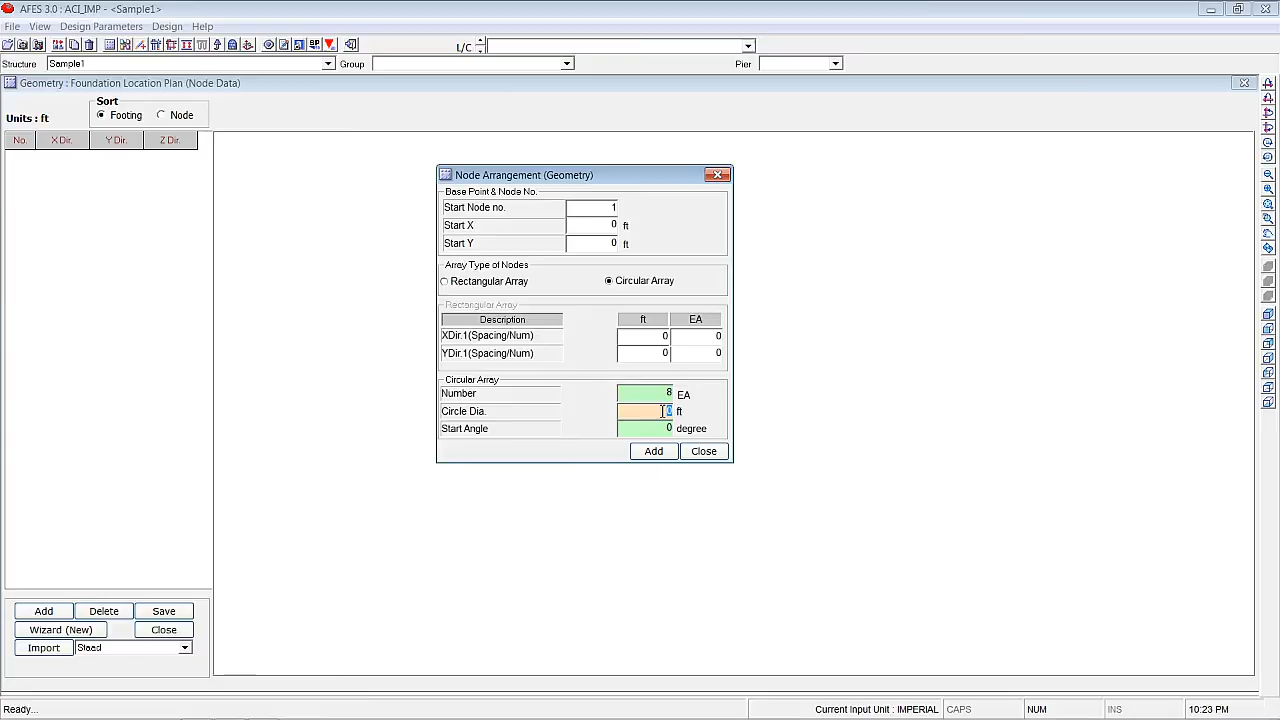 AFES 3.0 : ACI_IMP - <Sample1>
File View Design Parameters Design Help
L/C
Structure Sample1 Group Pier
Geometry : Foundation Location Plan (Node Data)
Sort
Units : ft Footing Node
No. X Dir. Y Dir. Z Dir.
Node Arrangement (Geometry)
Base Point & Node No.
Start Node no. 1
Start X 0 ft
Start Y 0 ft
Array Type of Nodes
Rectangular Array Circular Array
Rectangular Array
Description ft EA
XDir.1(Spacing/Num) 0 0
YDir.1(Spacing/Num) 0 0
Circular Array
Number 8 EA
Circle Dia. 0 ft
Start Angle 0 degree
Add Close
Add Delete Save
Wizard (New) Close
Import Staad
Ready... Current Input Unit : IMPERIAL CAPS NUM INS 10:23 PM